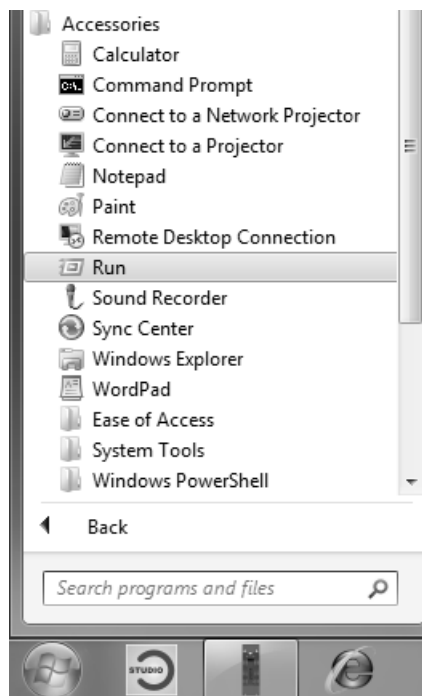 Accessories
Calculator
Command Prompt
Connect to a Network Projector
Connect to a Projector
Notepad
Paint
Remote Desktop Connection
Run
Sound Recorder
Sync Center
Windows Explorer
WordPad
Ease of Access
System Tools
Windows PowerShell
Back
Search programs and files
STUDIO